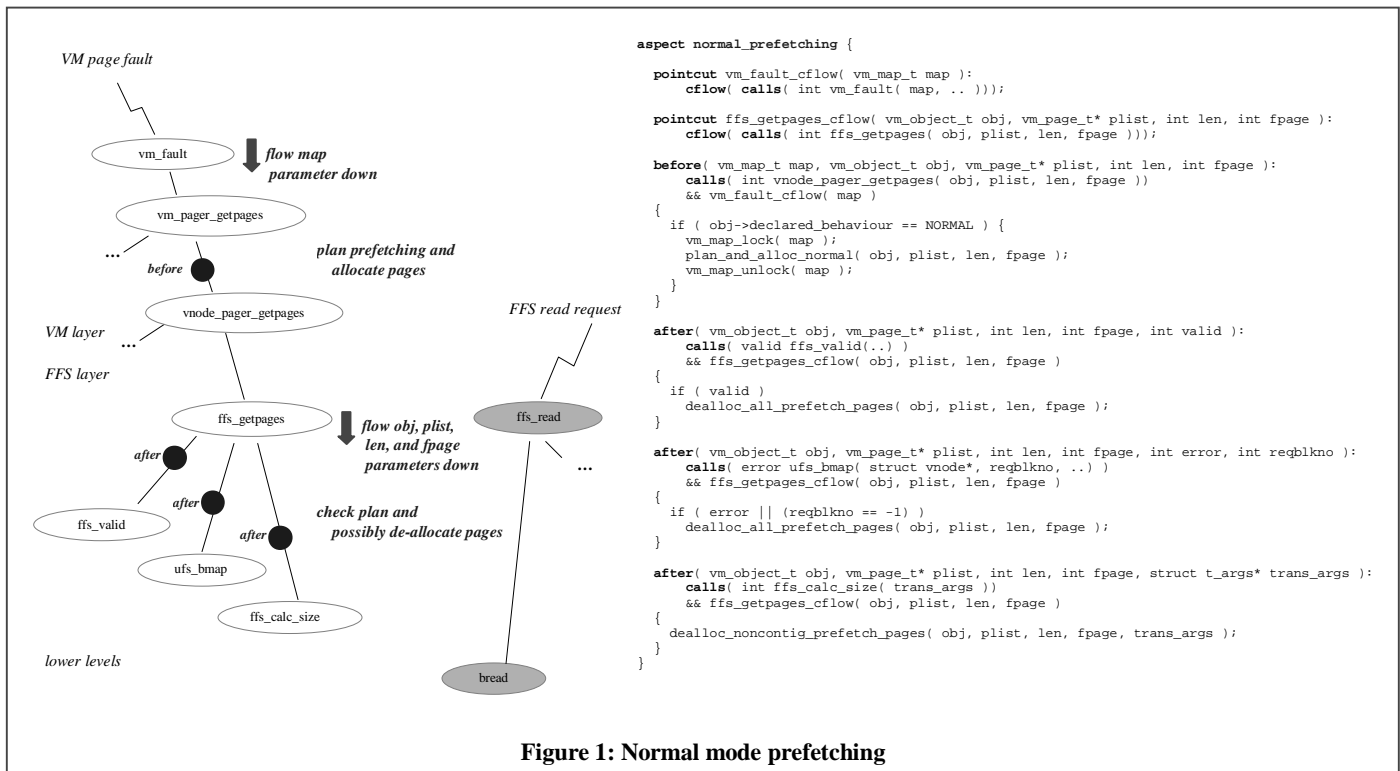 VM page fault
vm_fault
flow map
parameter down
vm_pager_getpages
...
before
plan prefetching and
allocate pages
vnode_pager_getpages
VM layer
...
FFS layer
FFS read request
ffs_getpages
flow obj, plist,
len, and fpage
parameters down
ffs_read
...
after
after
after
ffs_valid
check plan and
possibly de-allocate pages
ufs_bmap
ffs_calc_size
lower levels
bread
aspect normal_prefetching {
pointcut vm_fault_cflow( vm_map_t map ):
cflow( calls( int vm_fault( map, .. )));
pointcut ffs_getpages_cflow( vm_object_t obj, vm_page_t* plist, int len, int fpage ):
cflow( calls( int ffs_getpages( obj, plist, len, fpage )));
before( vm_map_t map, vm_object_t obj, vm_page_t* plist, int len, int fpage ):
calls( int vnode_pager_getpages( obj, plist, len, fpage ))
&& vm_fault_cflow( map )
{
if ( obj->declared_behaviour == NORMAL ) {
vm_map_lock( map );
plan_and_alloc_normal( obj, plist, len, fpage );
vm_map_unlock( map );
}
}
after( vm_object_t obj, vm_page_t* plist, int len, int fpage, int valid ):
calls( valid ffs_valid(..) )
&& ffs_getpages_cflow( obj, plist, len, fpage )
{
if ( valid )
dealloc_all_prefetch_pages( obj, plist, len, fpage );
}
after( vm_object_t obj, vm_page_t* plist, int len, int fpage, int error, int reqblkno ):
calls( error ufs_bmap( struct vnode*, reqblkno, ..) )
&& ffs_getpages_cflow( obj, plist, len, fpage )
{
if ( error || (reqblkno == -1) )
dealloc_all_prefetch_pages( obj, plist, len, fpage );
}
after( vm_object_t obj, vm_page_t* plist, int len, int fpage, struct t_args* trans_args ):
calls( int ffs_calc_size( trans_args ))
&& ffs_getpages_cflow( obj, plist, len, fpage )
{
dealloc_noncontig_prefetch_pages( obj, plist, len, fpage, trans_args );
}
}
Figure 1: Normal mode prefetching